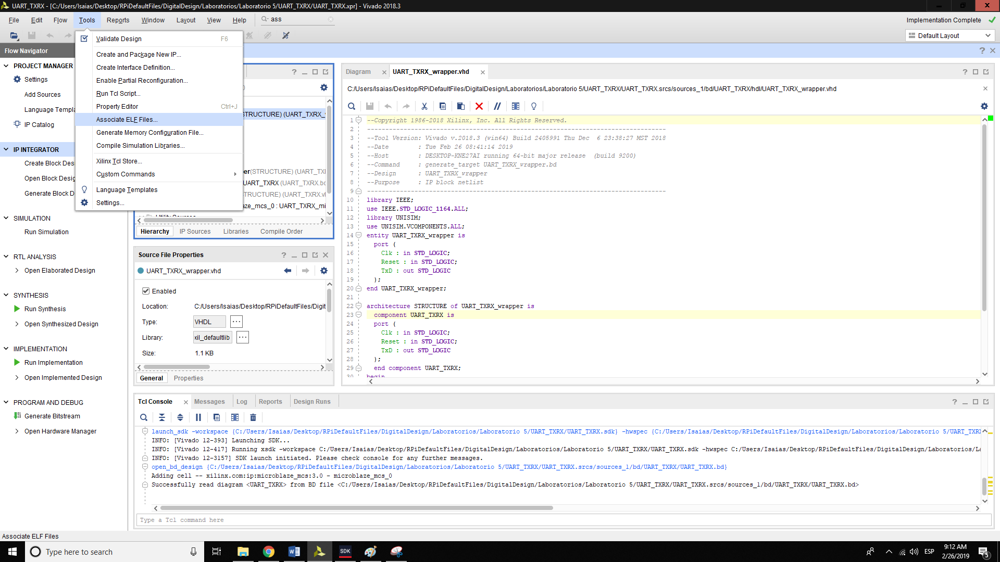 UART_TXRX - [C:/Users/Isaias/Desktop/RPiDefaultFiles/DigitalDesign/Laboratorios/Laboratorio 5/UART_TXRX/UART_TXRX.xpr] - Vivado 2018.3
File Edit Flow Tools Reports Window Layout View Help ass
Implementation Complete
Default Layout
Flow Navigator
PROJECT MANAGER
Settings
Add Sources
Language Templa
IP Catalog
IP INTEGRATOR
Create Block Des
Open Block Desig
Generate Block D
SIMULATION
Run Simulation
RTL ANALYSIS
Open Elaborated Design
SYNTHESIS
Run Synthesis
Open Synthesized Design
IMPLEMENTATION
Run Implementation
Open Implemented Design
PROGRAM AND DEBUG
Generate Bitstream
Open Hardware Manager
Validate Design F6
Create and Package New IP...
Create Interface Definition...
Enable Partial Reconfiguration...
Run Tcl Script...
Property Editor Ctrl+J
Associate ELF Files...
Generate Memory Configuration File...
Compile Simulation Libraries...
Xilinx Tcl Store...
Custom Commands
Language Templates
Settings...
STRUCTURE) (UART_TXRX_
er(STRUCTURE) (UART_TXI
UART_TXRX (UART_TXRX.bd
TRUCTURE) (UART_TXRX.v
ze_mcs_0 : UART_TXRX_mi
Utility Sources
Hierarchy IP Sources Libraries Compile Order
Source File Properties
UART_TXRX_wrapper.vhd
Enabled
Location: C:/Users/Isaias/Desktop/RPiDefaultFiles/Digit
Type: VHDL
Library: xil_defaultlib
Size: 1.1 KB
General Properties
Diagram UART_TXRX_wrapper.vhd
C:/Users/Isaias/Desktop/RPiDefaultFiles/DigitalDesign/Laboratorios/Laboratorio 5/UART_TXRX/UART_TXRX.srcs/sources_1/bd/UART_TXRX/hdl/UART_TXRX_wrapper.vhd
1 --Copyright 1986-2018 Xilinx, Inc. All Rights Reserved.
2 ----------------------------------------------------------------------------------
3 --Tool Version: Vivado v.2018.3 (win64) Build 2405991 Thu Dec  6 23:38:27 MST 2018
4 --Date        : Tue Feb 26 08:41:14 2019
5 --Host        : DESKTOP-KNE27AI running 64-bit major release  (build 9200)
6 --Command     : generate_target UART_TXRX_wrapper.bd
7 --Design      : UART_TXRX_wrapper
8 --Purpose     : IP block netlist
9 ----------------------------------------------------------------------------------
10 library IEEE;
11 use IEEE.STD_LOGIC_1164.ALL;
12 library UNISIM;
13 use UNISIM.VCOMPONENTS.ALL;
14 entity UART_TXRX_wrapper is
15 port (
16 Clk : in STD_LOGIC;
17 Reset : in STD_LOGIC;
18 TxD : out STD_LOGIC
19 );
20 end UART_TXRX_wrapper;
21
22 architecture STRUCTURE of UART_TXRX_wrapper is
23 component UART_TXRX is
24 port (
25 Clk : in STD_LOGIC;
26 Reset : in STD_LOGIC;
27 TxD : out STD_LOGIC
28 );
29 end component UART_TXRX;
30 begin
Tcl Console Messages Log Reports Design Runs
launch_sdk -workspace {C:/Users/Isaias/Desktop/RPiDefaultFiles/DigitalDesign/Laboratorios/Laboratorio 5/UART_TXRX/UART_TXRX.sdk} -hwspec {C:/Users/Isaias/Desktop/RPiDefaultFiles/DigitalDesign/Laboratorios/Laboratorio 5/UART_TXRX
INFO: [Vivado 12-393] Launching SDK...
INFO: [Vivado 12-417] Running xsdk -workspace C:/Users/Isaias/Desktop/RPiDefaultFiles/DigitalDesign/Laboratorios/Laboratorio 5/UART_TXRX/UART_TXRX.sdk -hwspec C:/Users/Isaias/Desktop/RPiDefaultFiles/DigitalDesign/Laboratorios/La
INFO: [Vivado 12-3157] SDK launch initiated. Please check console for any further messages.
open_bd_design {C:/Users/Isaias/Desktop/RPiDefaultFiles/DigitalDesign/Laboratorios/Laboratorio 5/UART_TXRX/UART_TXRX.srcs/sources_1/bd/UART_TXRX/UART_TXRX.bd}
Adding cell -- xilinx.com:ip:microblaze_mcs:3.0 - microblaze_mcs_0
Successfully read diagram <UART_TXRX> from BD file <C:/Users/Isaias/Desktop/RPiDefaultFiles/DigitalDesign/Laboratorios/Laboratorio 5/UART_TXRX/UART_TXRX.srcs/sources_1/bd/UART_TXRX/UART_TXRX.bd>
Type a Tcl command here
Associate ELF Files
Type here to search
SDK
ESP
9:12 AM
2/26/2019
5